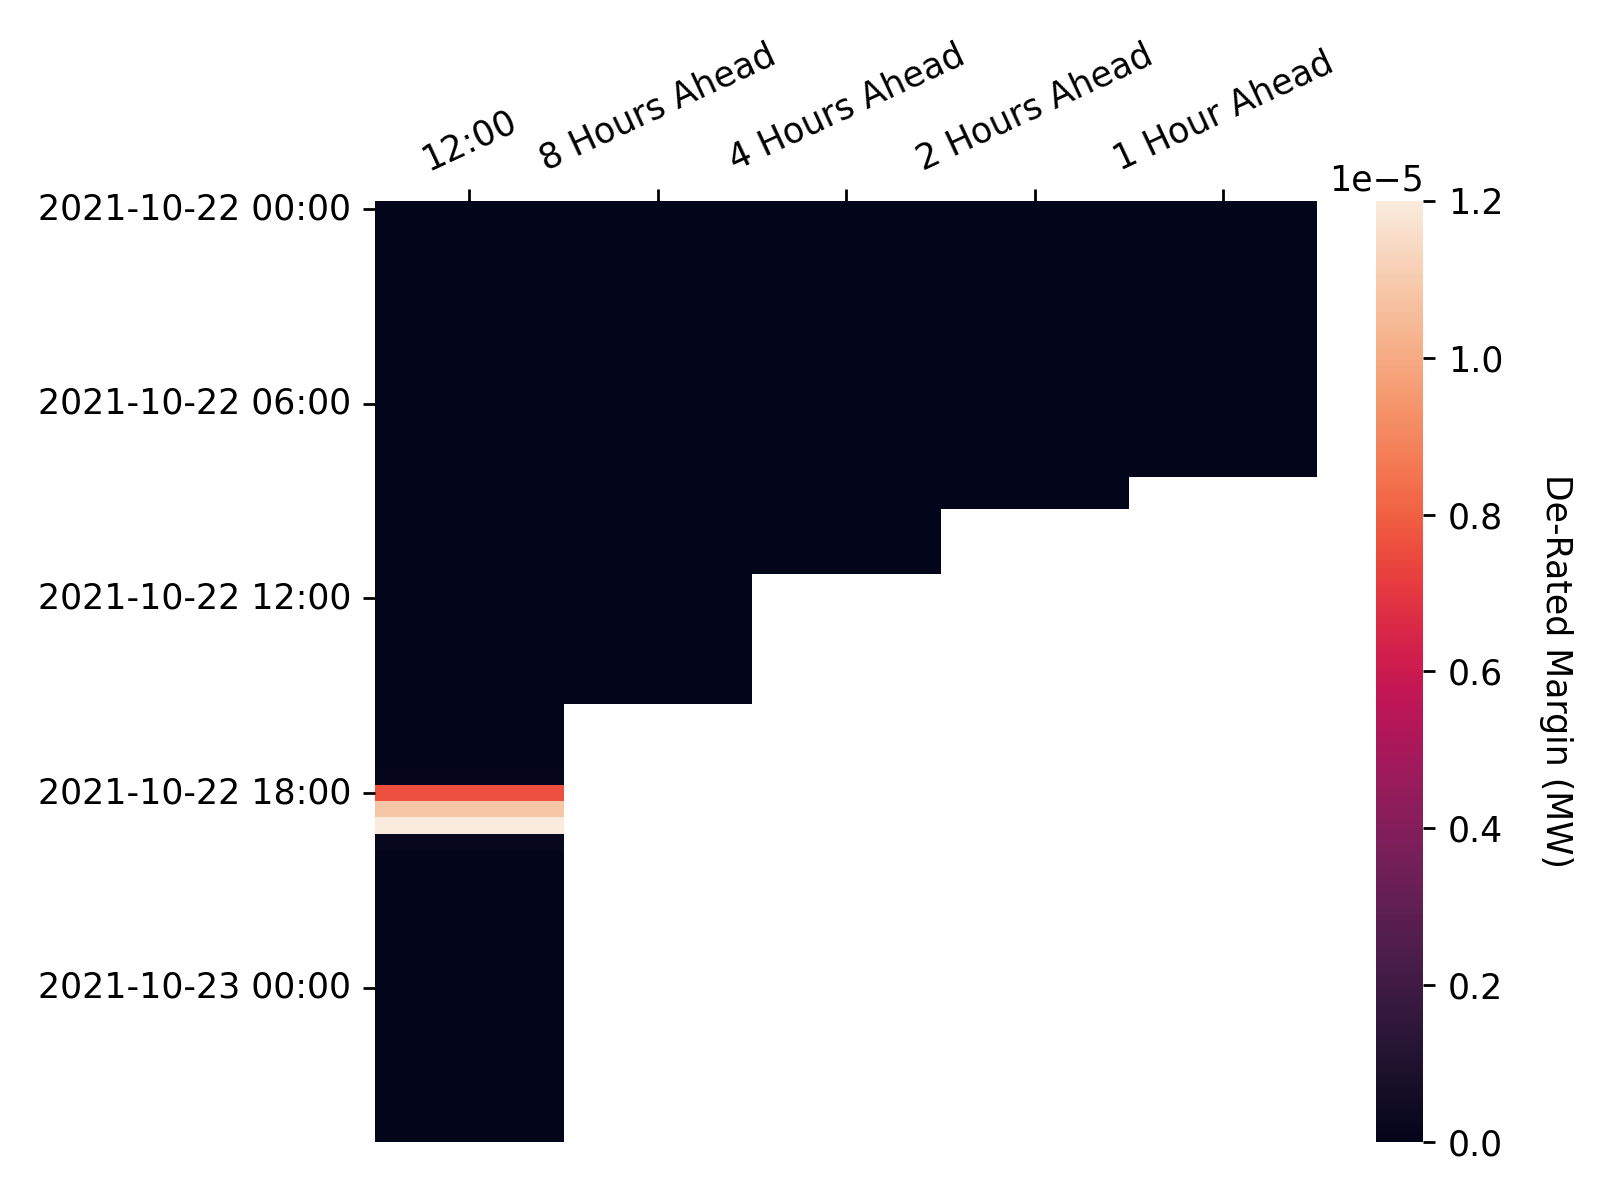 12:00
8 Hours Ahead
4 Hours Ahead
2 Hours Ahead
1 Hour Ahead
2021-10-22 00:00
2021-10-22 06:00
2021-10-22 12:00
2021-10-22 18:00
2021-10-23 00:00
1e−5
1.2
1.0
0.8
0.6
0.4
0.2
0.0
De-Rated Margin (MW)